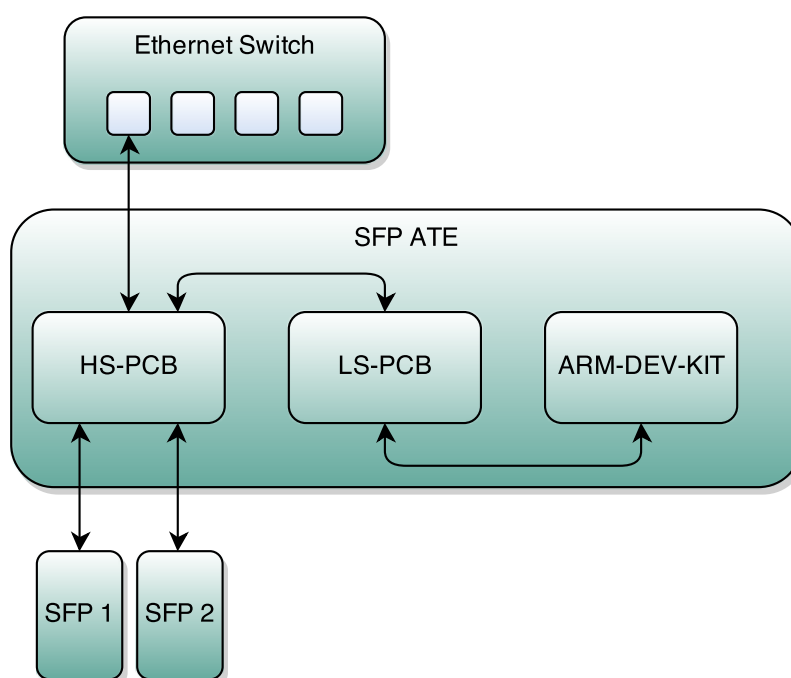 Ethernet Switch
SFP ATE
HS-PCB
LS-PCB
ARM-DEV-KIT
SFP 1
SFP 2